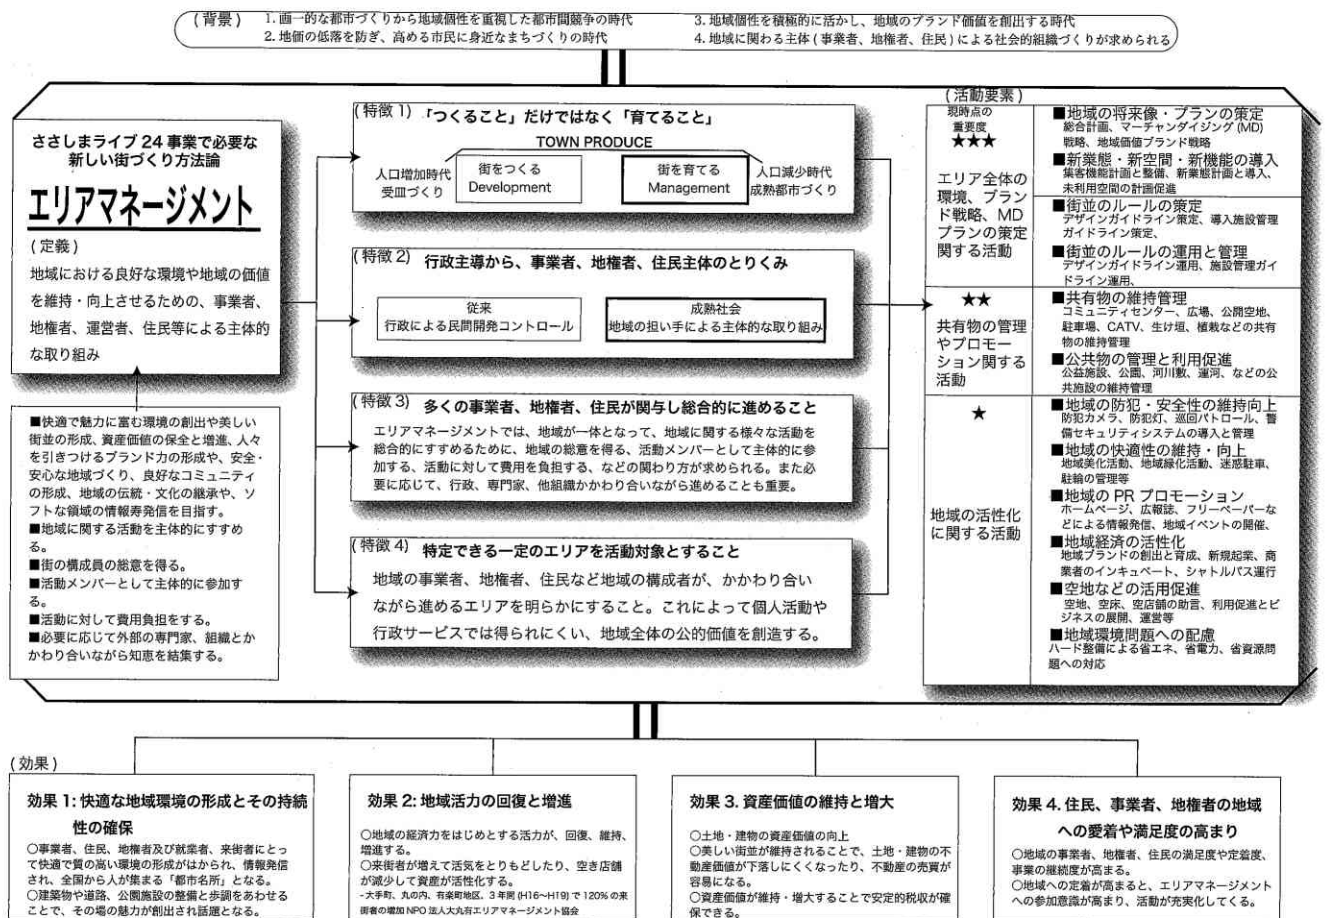 (背景)
1. 画一的な都市づくりから地域個性を重視した都市間競争の時代
2. 地価の低落を防ぎ、高める市民に身近なまちづくりの時代
3. 地域個性を積極的に活かし、地域のブランド価値を創出する時代
4. 地域に関わる主体(事業者、地権者、住民)による社会的組織づくりが求められる
ささしまライブ24事業で必要な
新しい街づくり方法論
エリアマネージメント
(定義)
地域における良好な環境や地域の価値
を維持・向上させるための、事業者、
地権者、運営者、住民等による主体的
な取り組み
■快適で魅力に富む環境の創出や美しい
街並の形成、資産価値の保全と増進、人々
を引きつけるブランド力の形成や、安全・
安心な地域づくり、良好なコミュニティ
の形成、地域の伝統・文化の継承や、ソ
フトな領域の情報寿発信を目指す。
■地域に関する活動を主体的にすすめ
る。
■街の構成員の総意を得る。
■活動メンバーとして主体的に参加す
る。
■活動に対して費用負担をする。
■必要に応じて外部の専門家、組織とか
かわり合いながら知恵を結集する。
(特徴1)
「つくること」だけではなく「育てること」
TOWN PRODUCE
人口増加時代
受皿づくり
街をつくる
Development
街を育てる
Management
人口減少時代
成熟都市づくり
(特徴2)
行政主導から、事業者、地権者、住民主体のとりくみ
従来
行政による民間開発コントロール
成熟社会
地域の担い手による主体的な取り組み
(特徴3)
多くの事業者、地権者、住民が関与し総合的に進めること
エリアマネージメントでは、地域が一体となって、地域に関する様々な活動を
総合的にすすめるために、地域の総意を得る、活動メンバーとして主体的に参
加する、活動に対して費用を負担する、などの関わり方が求められる。また必
要に応じて、行政、専門家、他組織かかわり合いながら進めることも重要。
(特徴4)
特定できる一定のエリアを活動対象とすること
地域の事業者、地権者、住民など地域の構成者が、かかわり合い
ながら進めるエリアを明らかにすること。これによって個人活動や
行政サービスでは得られにくい、地域全体の公的価値を創造する。
(活動要素)
現時点の
重要度
★★★
エリア全体の
環境、ブラン
ド戦略、MD
プランの策定
関する活動
■地域の将来像・プランの策定
総合計画、マーチャンダイジング(MD)
戦略、地域価値ブランド戦略
■新業態・新空間・新機能の導入
集客機能計画と整備、新業態計画と導入、
未利用空間の計画促進
■街並のルールの策定
デザインガイドライン策定、導入施設管理
ガイドライン策定、
■街並のルールの運用と管理
デザインガイドライン運用、施設管理ガイ
ドライン運用、
★★
共有物の管理
やプロモー
ション関する
活動
■共有物の維持管理
コミュニティセンター、広場、公開空地、
駐車場、CATV、生け垣、植栽などの共有
物の維持管理
■公共物の管理と利用促進
公益施設、公園、河川敷、運河、などの公
共施設の維持管理
★
地域の活性化
に関する活動
■地域の防犯・安全性の維持向上
防犯カメラ、防犯灯、巡回パトロール、警
備セキュリティシステムの導入と管理
■地域の快適性の維持・向上
地域美化活動、地域緑化活動、迷惑駐車、
駐輪の管理等
■地域のPRプロモーション
ホームページ、広報誌、フリーペーパーな
どによる情報発信、地域イベントの開催、
■地域経済の活性化
地域ブランドの創出と育成、新規起業、商
業者のインキュベート、シャトルバス運行
■空地などの活用促進
空地、空床、空店舗の助言、利用促進とビ
ジネスの展開、運営等
■地域環境問題への配慮
ハード整備による省エネ、省電力、省資源問
題への対応
(効果)
効果1:快適な地域環境の形成とその持続
性の確保
○事業者、住民、地権者及び就業者、来街者にとっ
て快適で質の高い環境の形成がはかられ、情報発信
され、全国から人が集まる「都市名所」となる。
○建築物や道路、公園施設の整備と歩調をあわせる
ことで、その場の魅力が創出され話題となる。
効果2:地域活力の回復と増進
○地域の経済力をはじめとする活力が、回復、維持、
増進する。
○来街者が増えて活気をとりもどしたり、空き店舗
が減少して資産が活性化する。
-大手町、丸の内、有楽町地区、3年間(H16〜H19)で120%の来
街者の増加 NPO法人大丸有エリアマネージメント協会
効果3. 資産価値の維持と増大
○土地・建物の資産価値の向上
○美しい街並が維持されることで、土地・建物の不
動産価値が下落しにくくなったり、不動産の売買が
容易になる。
○資産価値が維持・増大することで安定的税収が確
保できる。
効果4. 住民、事業者、地権者の地域
への愛着や満足度の高まり
○地域の事業者、地権者、住民の満足度や定着度、
事業の継続度が高まる。
○地域への定着が高まると、エリアマネージメント
への参加意識が高まり、活動が充実化してくる。